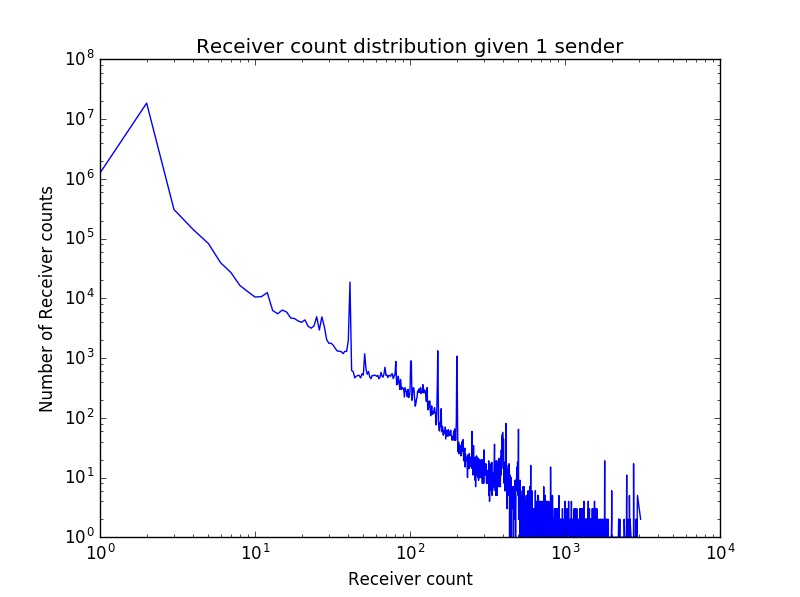 Receiver count distribution given 1 sender
10^8
10^7
10^6
10^5
10^4
10^3
10^2
10^1
10^0
Number of Receiver counts
10^0 10^1 10^2 10^3 10^4
Receiver count